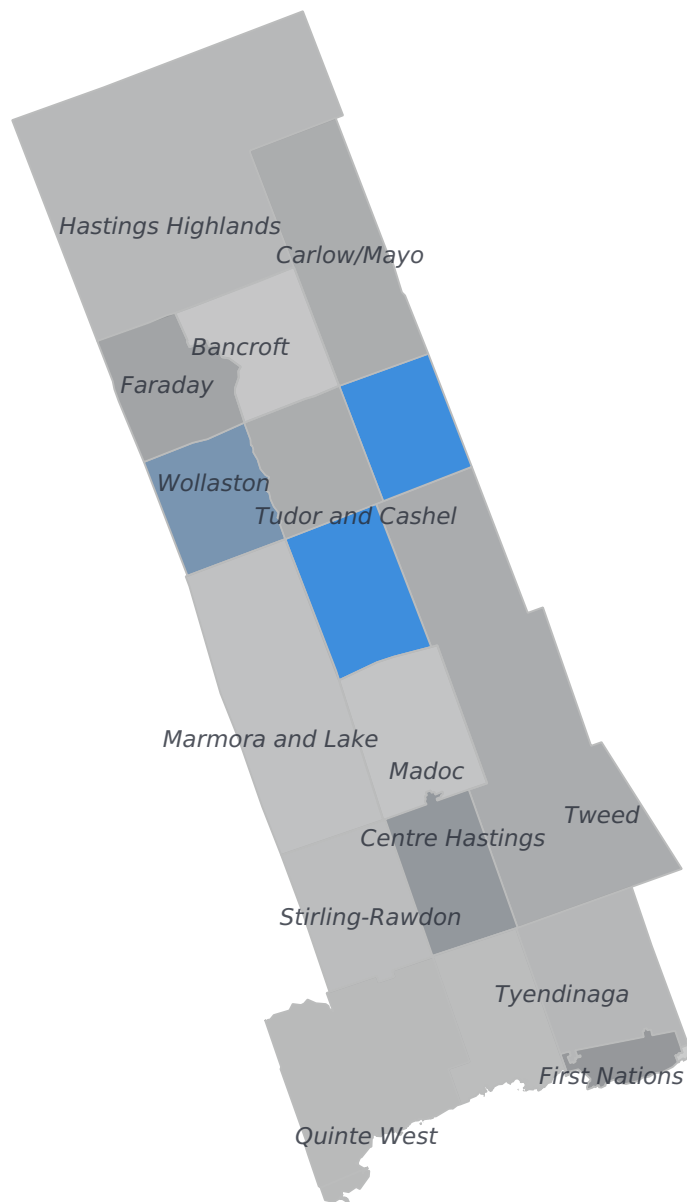 Hastings Highlands
Carlow/Mayo
Bancroft
Faraday
Wollaston
Tudor and Cashel
Marmora and Lake
Madoc
Tweed
Centre Hastings
Stirling-Rawdon
Tyendinaga
First Nations
Quinte West